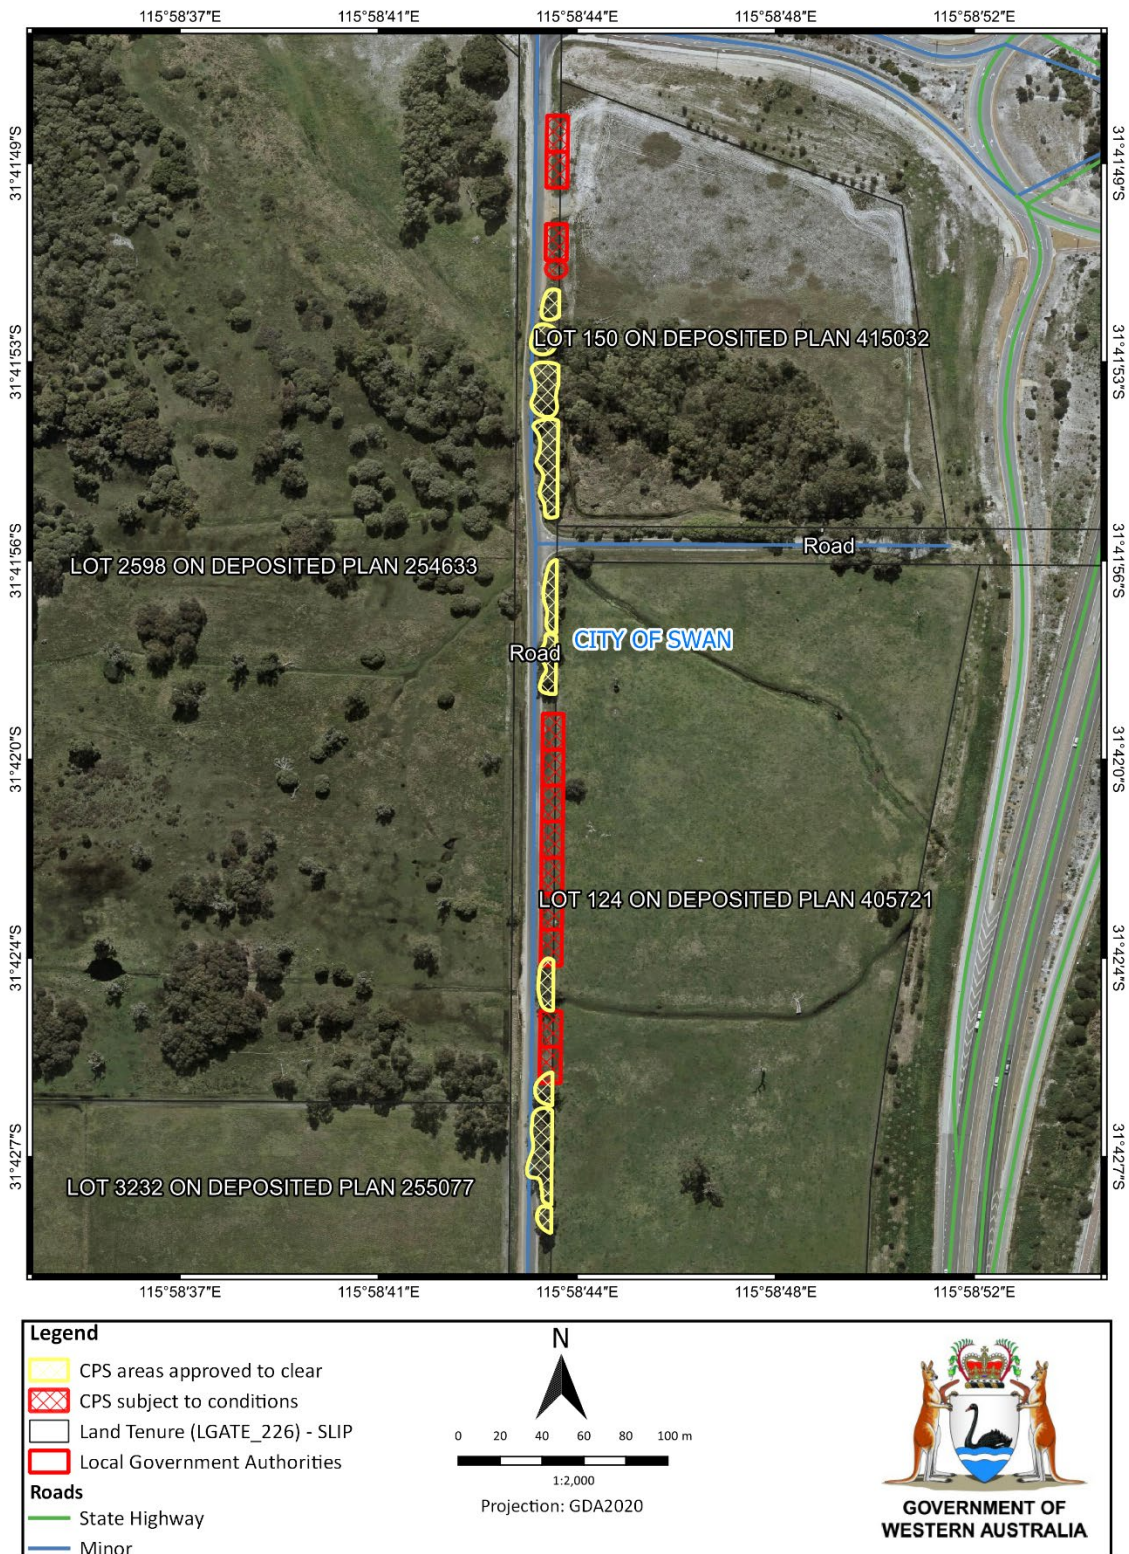 115°58'37"E 115°58'41"E 115°58'44"E 115°58'48"E 115°58'52"E
31°41'49"S 31°41'49"S
LOT 150 ON DEPOSITED PLAN 415032
31°41'53"S 31°41'53"S
Road
31°41'56"S 31°41'56"S
LOT 2598 ON DEPOSITED PLAN 254633
CITY OF SWAN
Road
31°42'0"S 31°42'0"S
LOT 124 ON DEPOSITED PLAN 405721
31°42'4"S 31°42'4"S
31°42'7"S 31°42'7"S
LOT 3232 ON DEPOSITED PLAN 255077
115°58'37"E 115°58'41"E 115°58'44"E 115°58'48"E 115°58'52"E
Legend
CPS areas approved to clear
CPS subject to conditions
Land Tenure (LGATE_226) - SLIP
Local Government Authorities
Roads
State Highway
Minor
N
0 20 40 60 80 100 m
1:2,000
Projection: GDA2020
GOVERNMENT OF
WESTERN AUSTRALIA